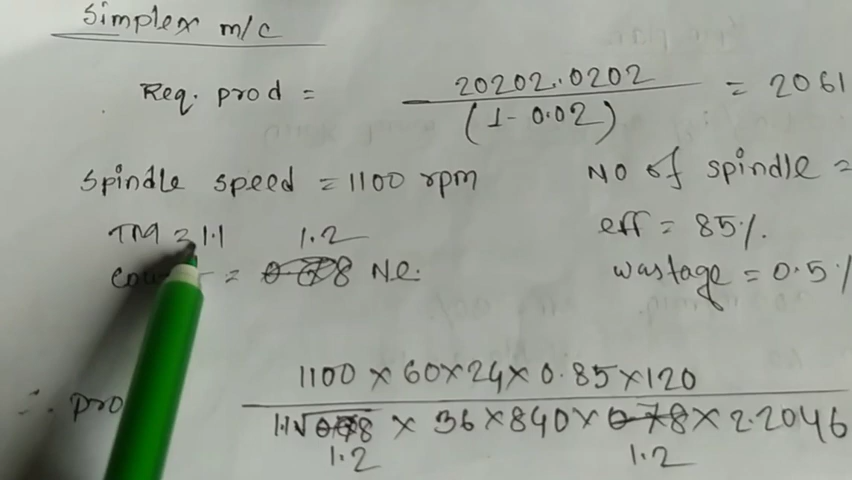 Simplex m/c
Req. prod = 20202.0202 / (1 - 0.02) = 2061
Spindle speed = 1100 rpm
No of spindle =
TM = 1.1
1.2
eff = 85%.
= 0.78 Ne.
wastage = 0.5%
∴ pro
1100 × 60 × 24 × 0.85 × 120
1.1√0.78 × 36 × 840 × 0.78 × 2.2046
1.2
1.2